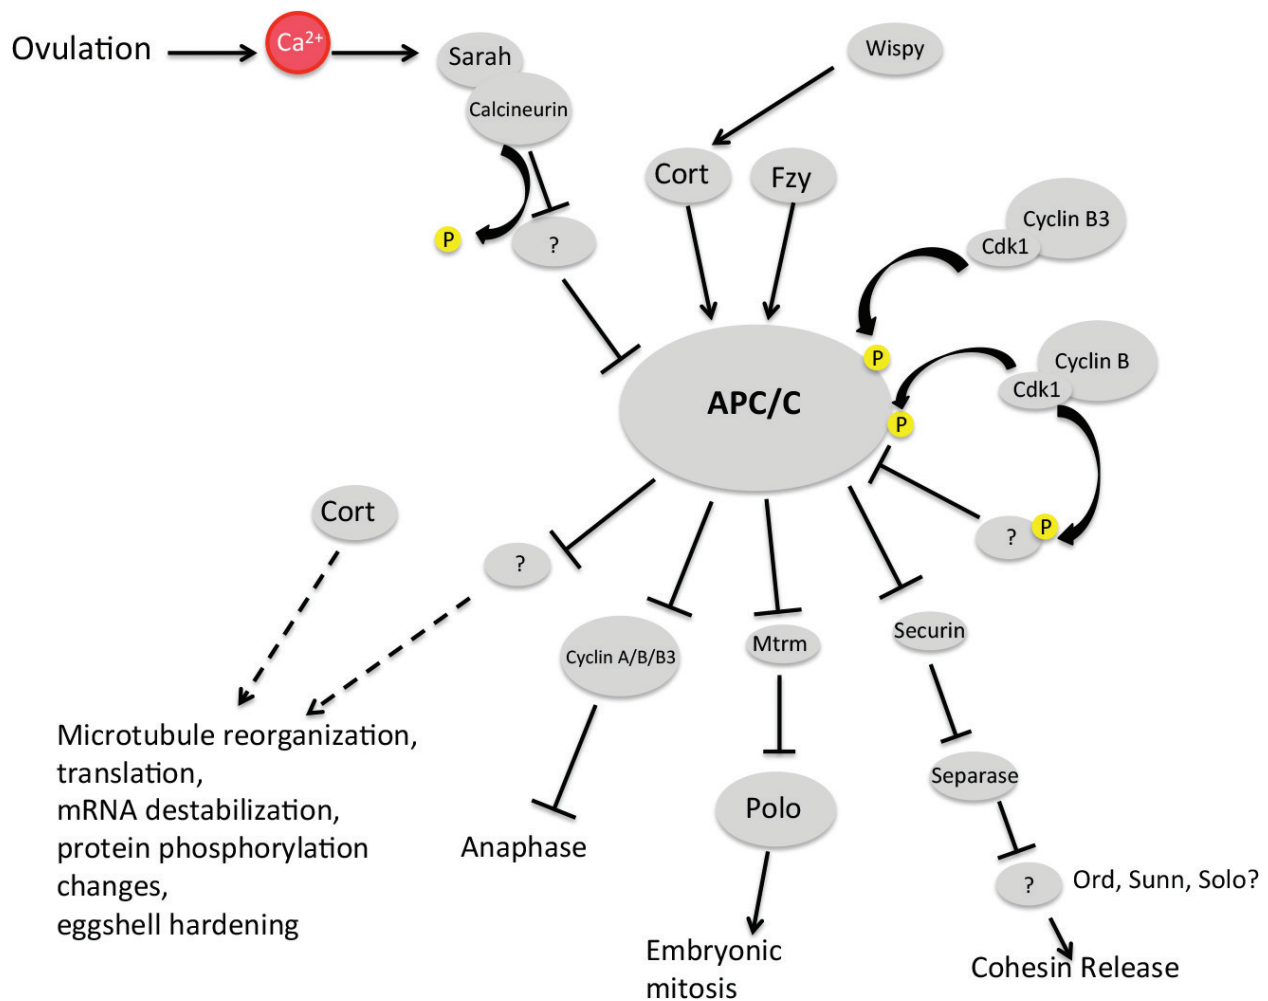 Ovulation
Ca2+
Sarah
Calcineurin
P
?
Wispy
Cort
Fzy
Cyclin B3
Cdk1
P
APC/C
Cyclin B
Cdk1
P
?
P
Cort
?
Cyclin A/B/B3
Mtrm
Securin
Microtubule reorganization,
translation,
mRNA destabilization,
protein phosphorylation
changes,
eggshell hardening
Anaphase
Polo
Separase
?
Ord, Sunn, Solo?
Embryonic
mitosis
Cohesin Release